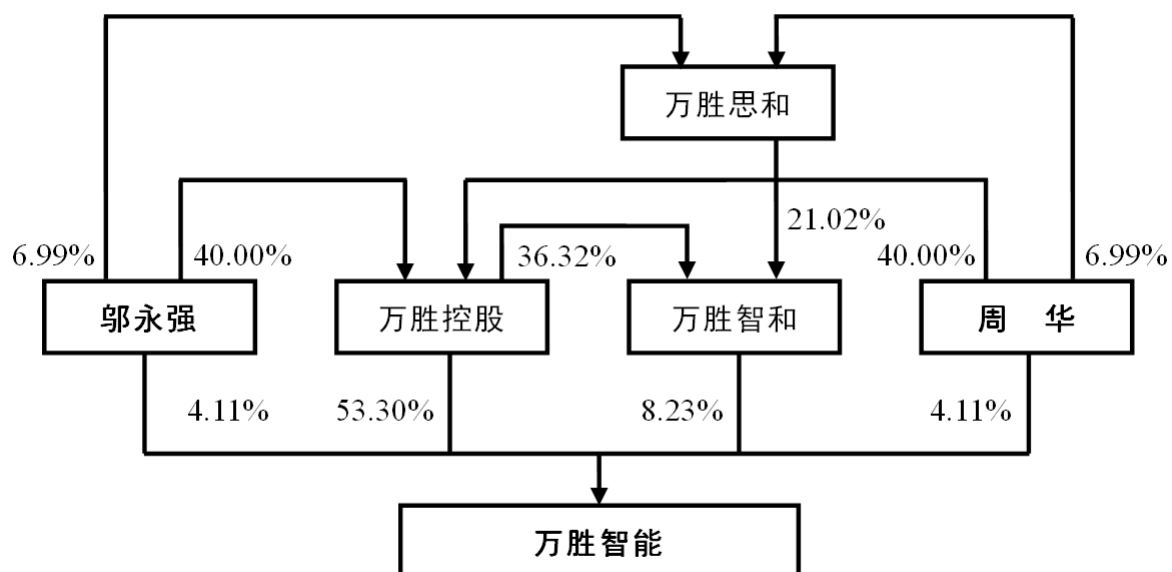 万胜思和
21.02%
6.99%
40.00%
36.32%
40.00%
6.99%
邬永强
万胜控股
万胜智和
周 华
4.11%
53.30%
8.23%
4.11%
万胜智能